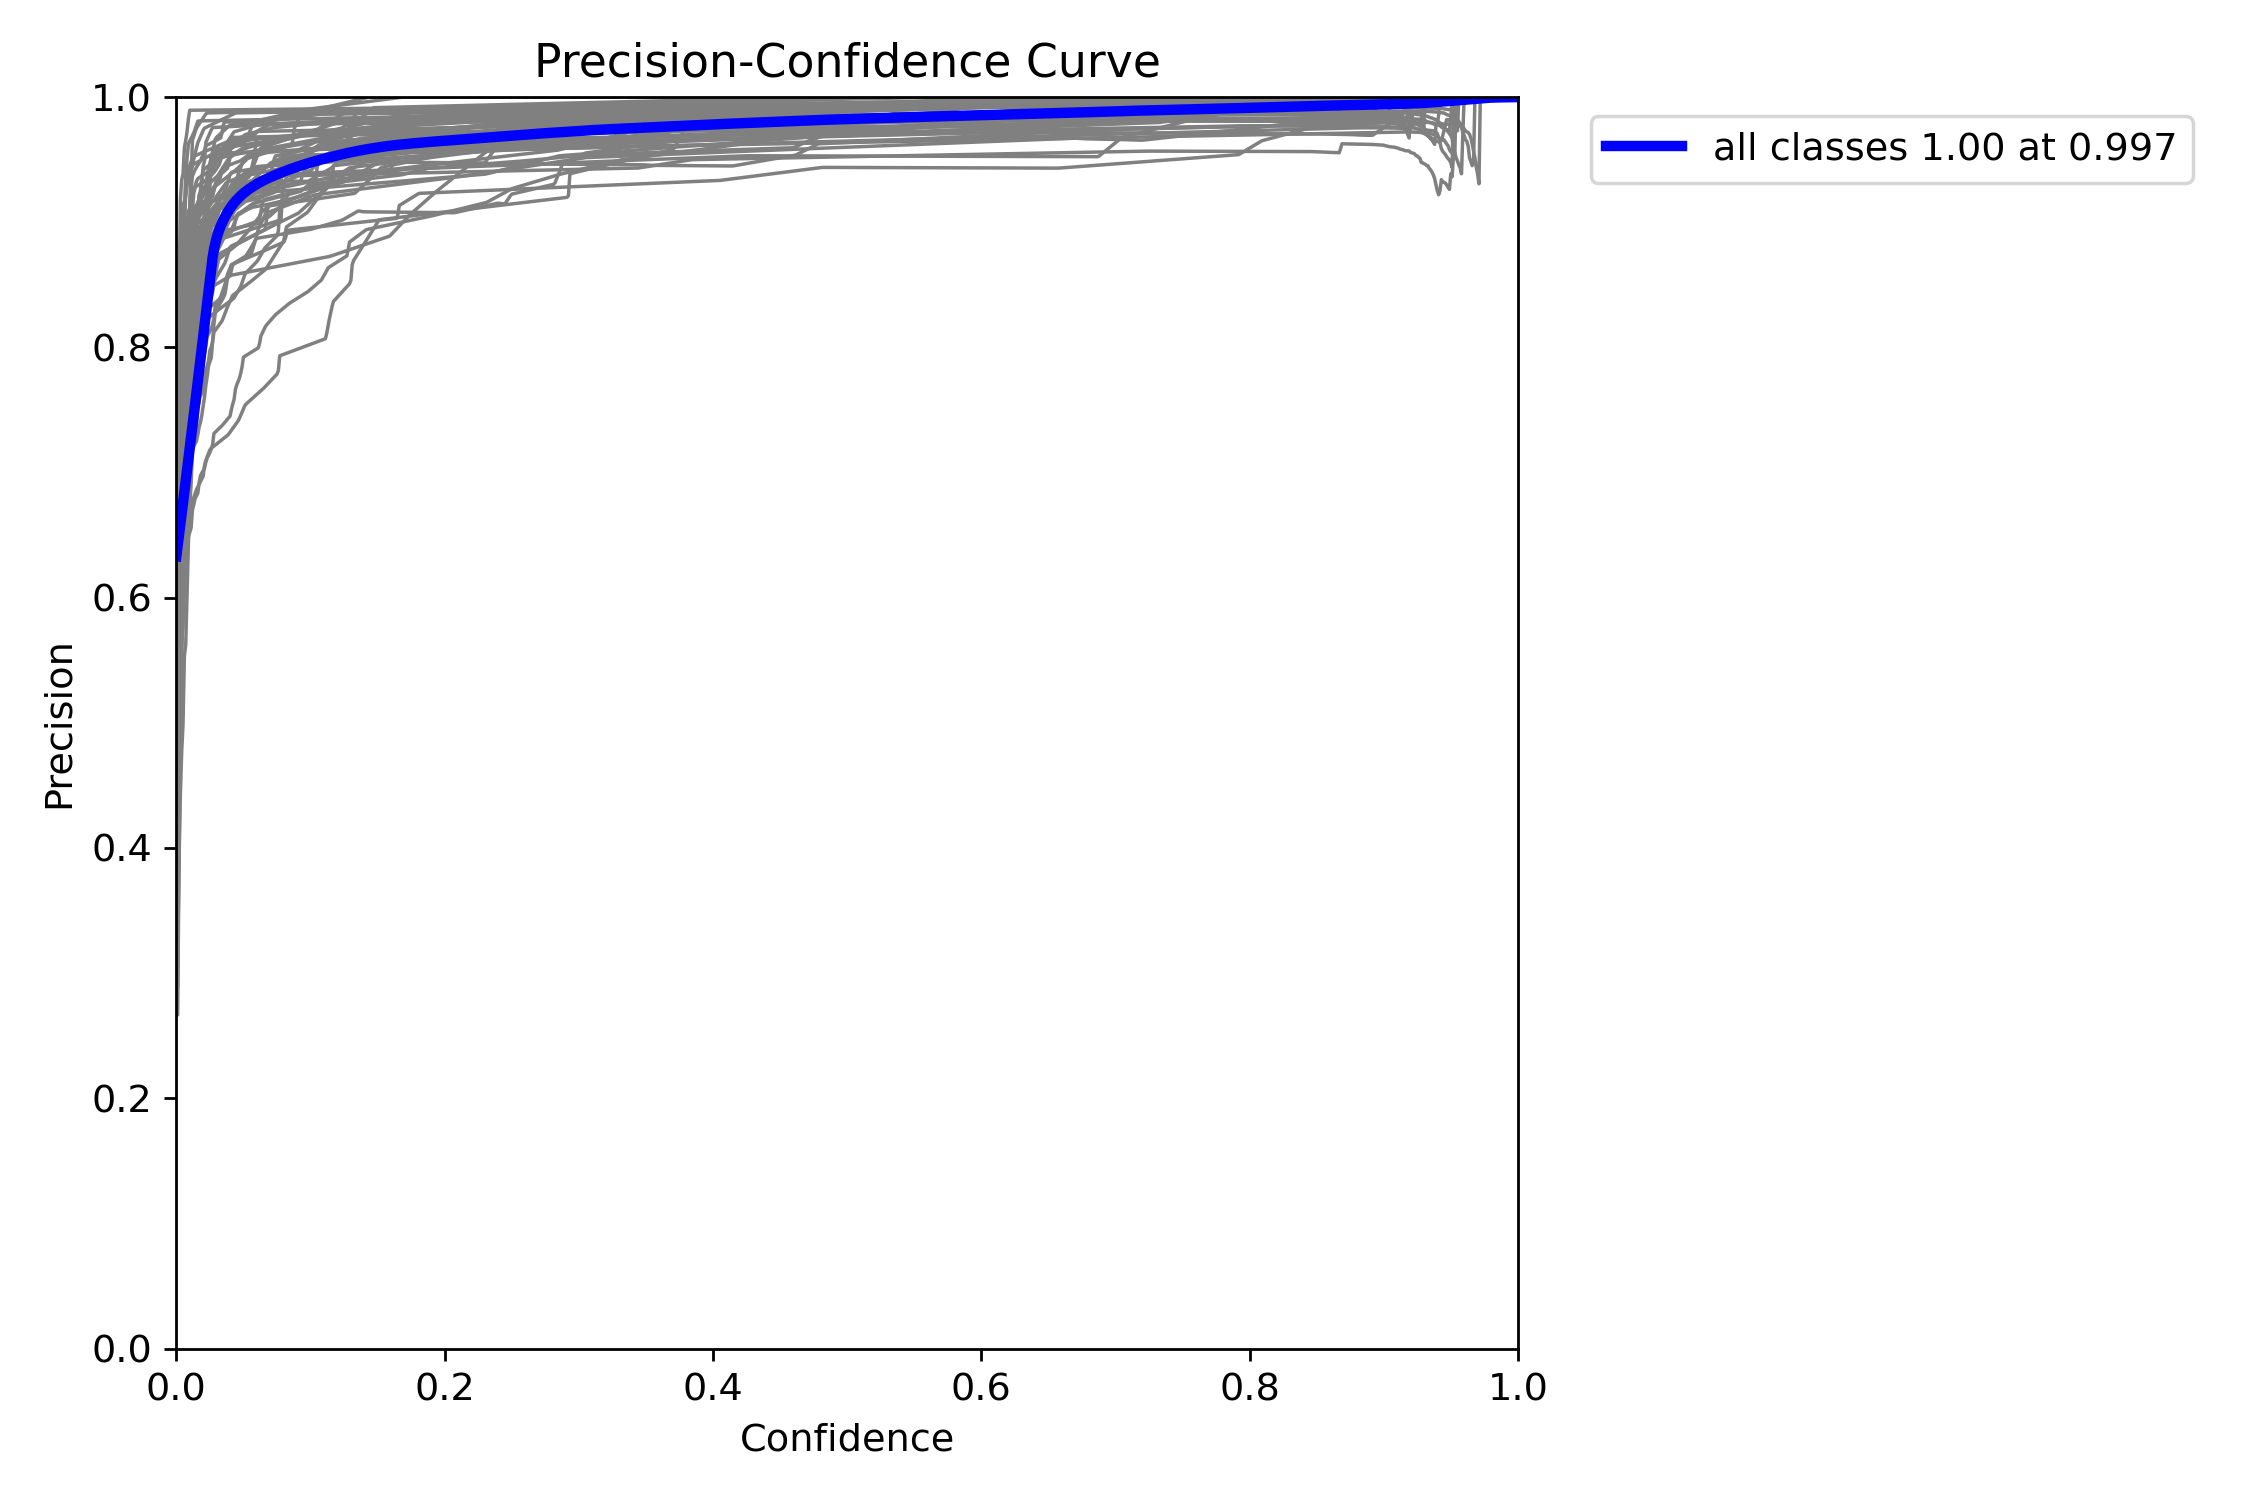 Precision-Confidence Curve
all classes 1.00 at 0.997
1.0
0.8
0.6
0.4
0.2
0.0
Precision
0.0 0.2 0.4 0.6 0.8 1.0
Confidence